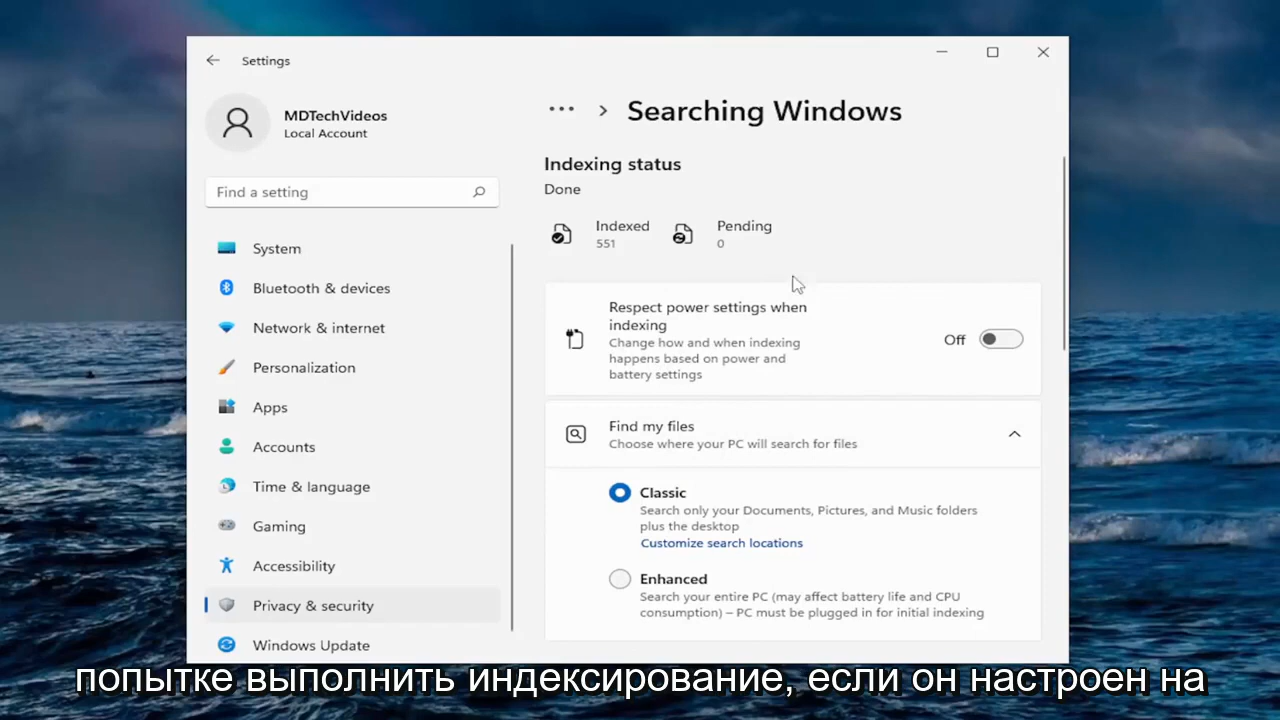 Settings
MDTechVideos
Local Account
Find a setting
System
Bluetooth & devices
Network & internet
Personalization
Apps
Accounts
Time & language
Gaming
Accessibility
Privacy & security
Windows Update
... > Searching Windows
Indexing status
Done
Indexed
551
Pending
0
Respect power settings when
indexing
Change how and when indexing
happens based on power and
battery settings
Off
Find my files
Choose where your PC will search for files
Classic
Search only your Documents, Pictures, and Music folders
plus the desktop
Customize search locations
Enhanced
Search your entire PC (may affect battery life and CPU
consumption) – PC must be plugged in for initial indexing
попытке выполнить индексирование, если он настроен на